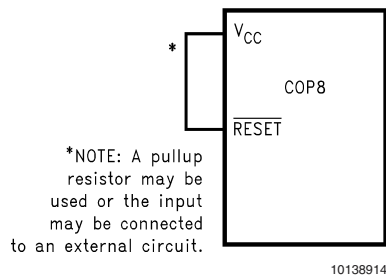 *
V_CC
COP8
RESET
*NOTE: A pullup
resistor may be
used or the input
may be connected
to an external circuit.
10138914